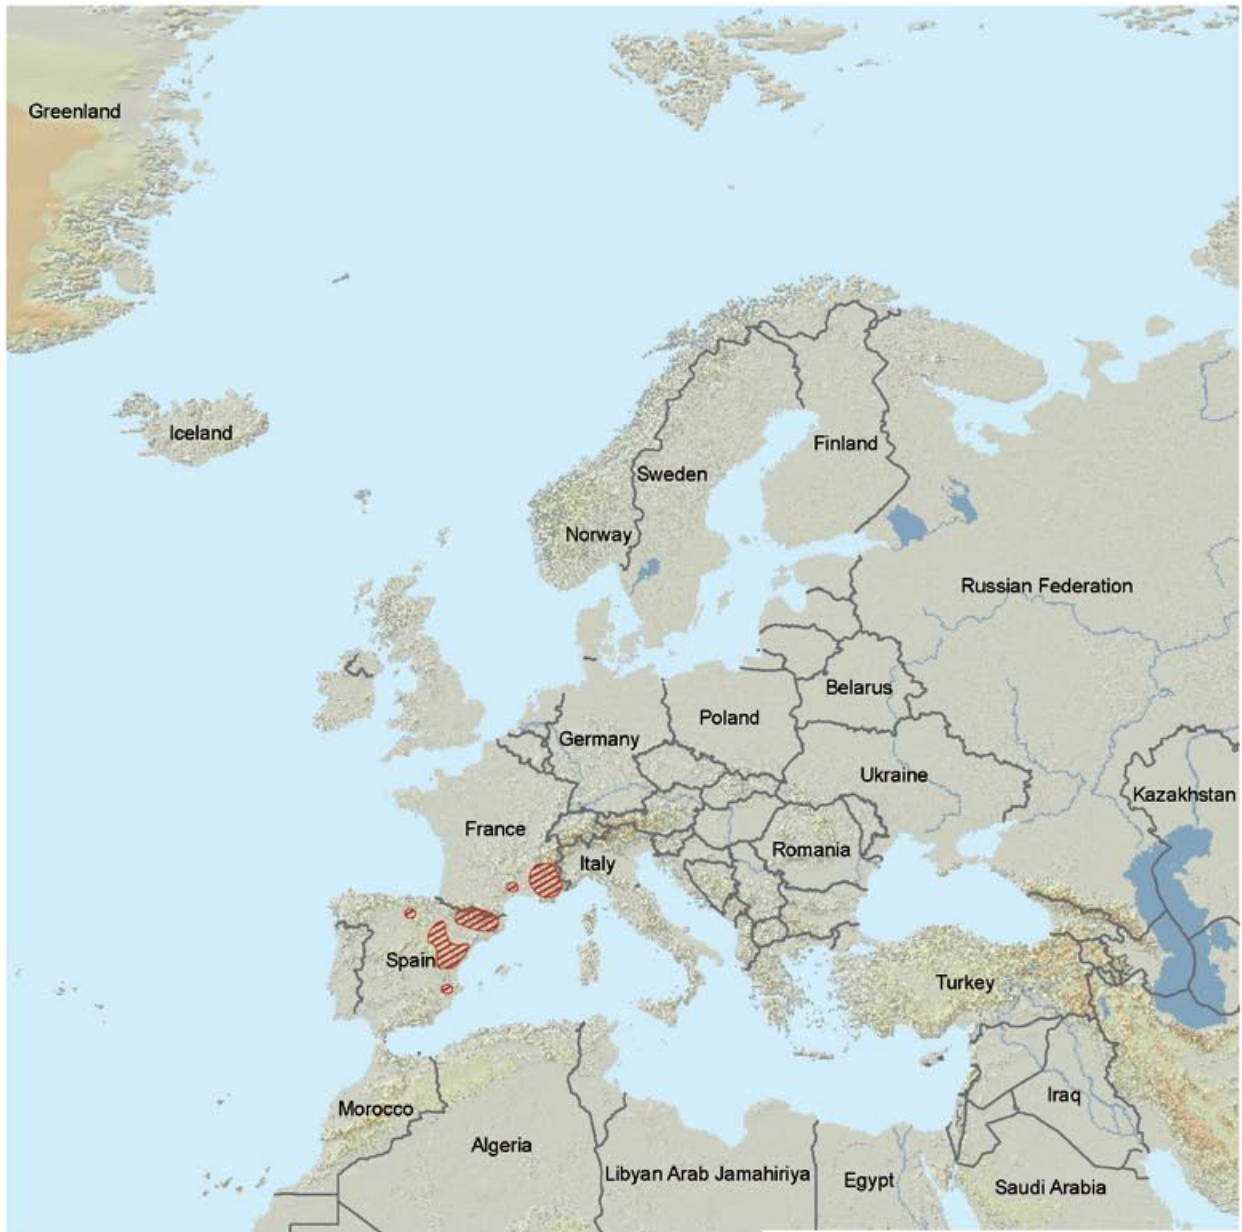 Greenland
Iceland
Finland
Sweden
Norway
Russian Federation
Belarus
Poland
Germany
Ukraine
Kazakhstan
France
Romania
Italy
Spain
Turkey
Iraq
Morocco
Algeria
Libyan Arab Jamahiriya
Egypt
Saudi Arabia